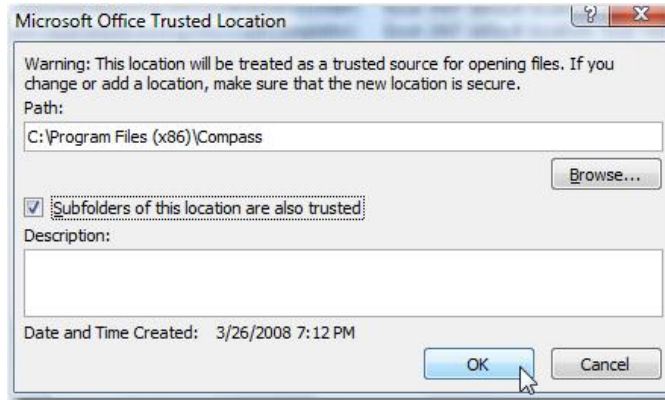 Microsoft Office Trusted Location
Warning: This location will be treated as a trusted source for opening files. If you
change or add a location, make sure that the new location is secure.
Path:
C:\Program Files (x86)\Compass
Browse...
Subfolders of this location are also trusted
Description:
Date and Time Created: 3/26/2008 7:12 PM
OK Cancel